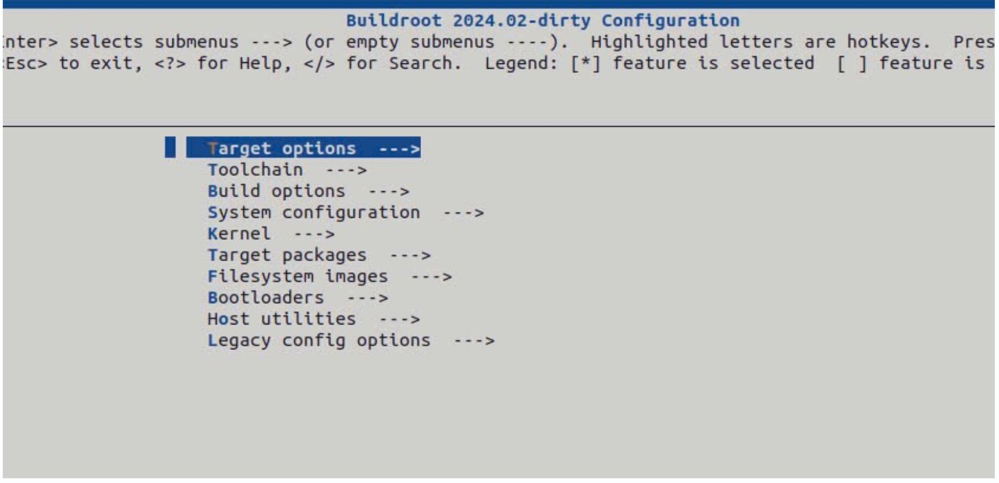 Buildroot 2024.02-dirty Configuration
nter> selects submenus ---> (or empty submenus ----).  Highlighted letters are hotkeys.  Pres
Esc> to exit, <?> for Help, </> for Search.  Legend: [*] feature is selected  [ ] feature is
Target options  --->
Toolchain  --->
Build options  --->
System configuration  --->
Kernel  --->
Target packages  --->
Filesystem images  --->
Bootloaders  --->
Host utilities  --->
Legacy config options  --->